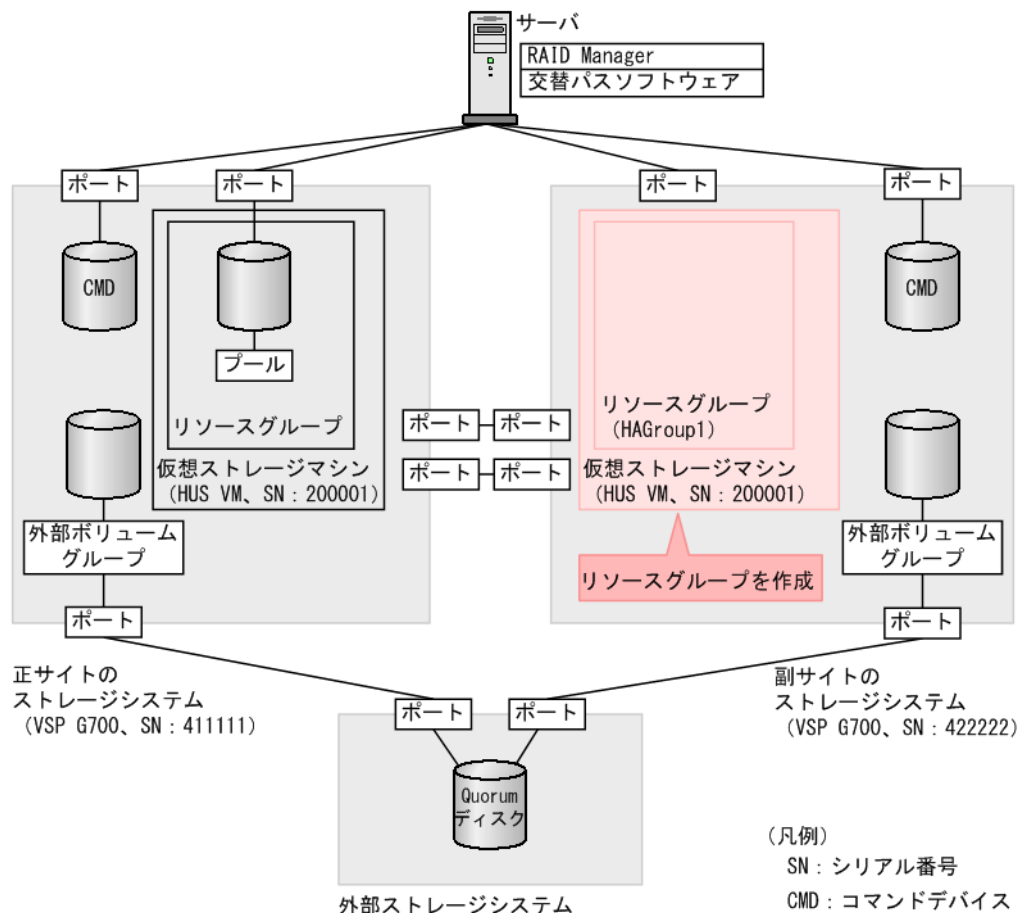 サーバ
RAID Manager
交替パスソフトウェア
ポート
ポート
ポート
ポート
CMD
CMD
プール
リソースグループ
リソースグループ
(HAGroup1)
ポート
ポート
仮想ストレージマシン
(HUS VM、SN:200001)
ポート
ポート
仮想ストレージマシン
(HUS VM、SN:200001)
外部ボリューム
グループ
リソースグループを作成
外部ボリューム
グループ
ポート
ポート
正サイトの
ストレージシステム
(VSP G700、SN:411111)
副サイトの
ストレージシステム
(VSP G700、SN:422222)
ポート
ポート
Quorum
ディスク
外部ストレージシステム
(凡例)
SN:シリアル番号
CMD:コマンドデバイス